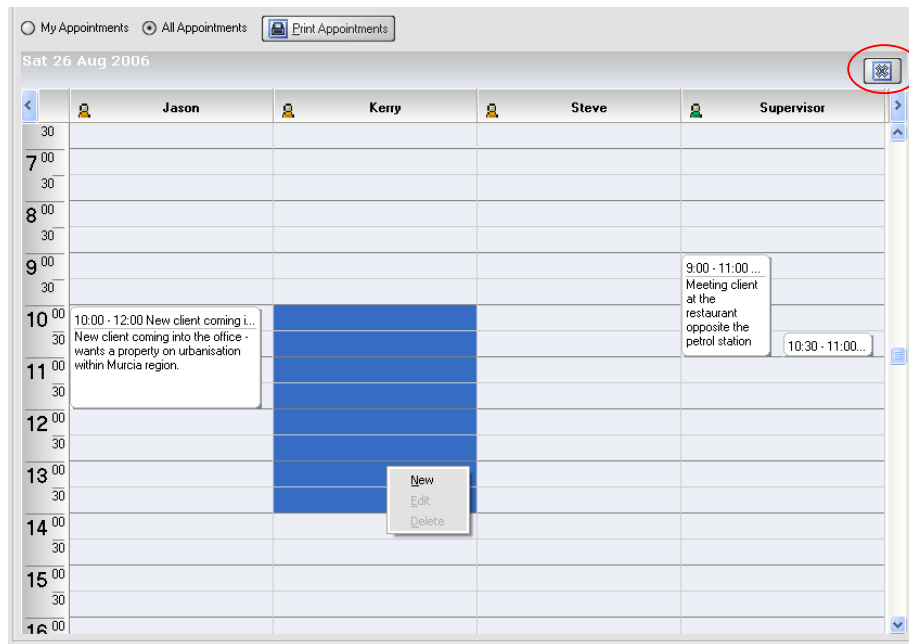 My Appointments All Appointments Print Appointments
Sat 26 Aug 2006
Jason Kerry Steve Supervisor
30
7 00
30
8 00
30
9 00
30
10 00
30
11 00
30
12 00
30
13 00
30
14 00
30
15 00
30
16 00
10:00 - 12:00 New client coming i...
New client coming into the office -
wants a property on urbanisation
within Murcia region.
New
Edit
Delete
9:00 - 11:00 ...
Meeting client
at the
restaurant
opposite the
petrol station
10:30 - 11:00...